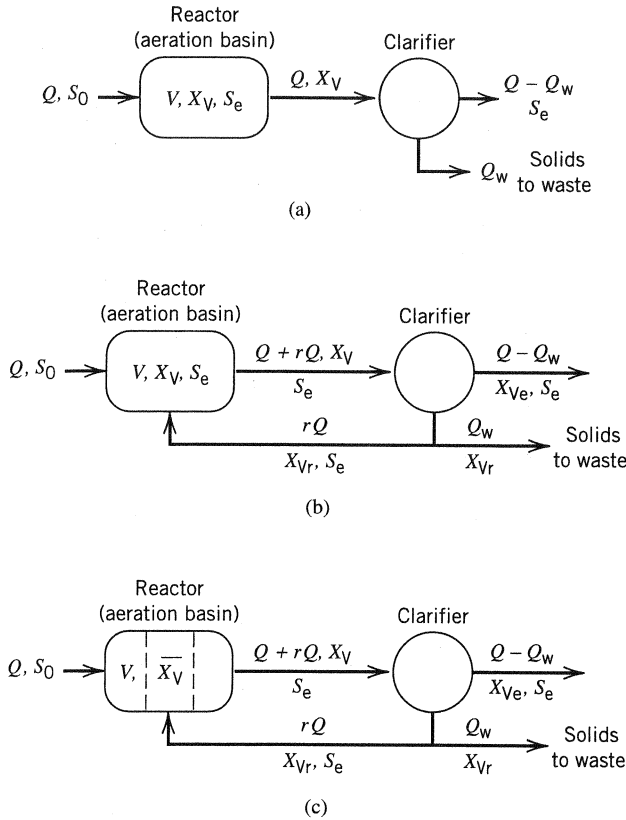 Reactor
(aeration basin)
Clarifier
Q, S0
V, XV, Se
Q, XV
Q − Qw
Se
Qw
Solids
to waste
(a)
Reactor
(aeration basin)
Clarifier
Q, S0
V, XV, Se
Q + rQ, XV
Se
Q − Qw
XVe, Se
rQ
XVr, Se
Qw
XVr
Solids
to waste
(b)
Reactor
(aeration basin)
Clarifier
Q, S0
V, X̅V
Q + rQ, XV
Se
Q − Qw
XVe, Se
rQ
XVr, Se
Qw
XVr
Solids
to waste
(c)